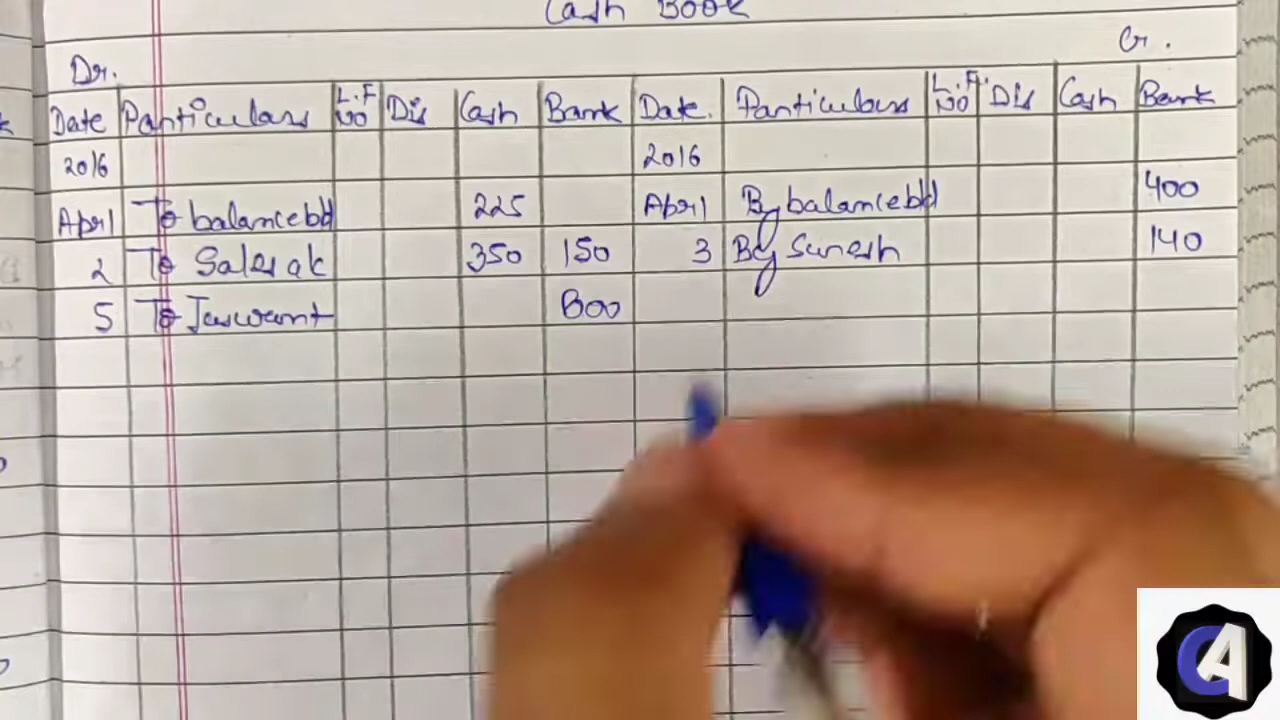 Cash Book
Dr. Cr.
Date Particulars L.F No Dis Cash Bank Date. Particulars L.F. No Dis Cash Bank
2016 2016
April To balance b/d 225 April By balance b/d 400
2 To Sales a/c 350 150 3 By Suresh 140
5 To Jaswant 800
CA